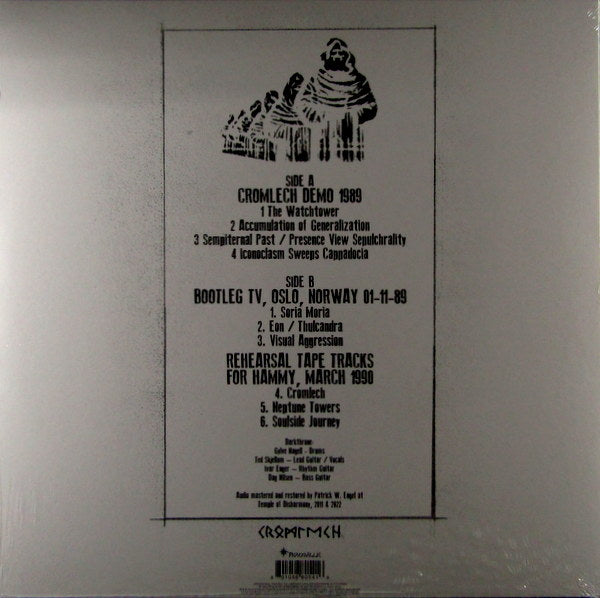 SIDE A
CROMLECH DEMO 1989
1 The Watchtower
2 Accumulation of Generalization
3 Sempiternal Past / Presence View Sepulchrality
4 Iconoclasm Sweeps Cappadocia
SIDE B
BOOTLEG TV, OSLO, NORWAY 01-11-89
1. Soria Moria
2. Eon / Thulcandra
3. Visual Aggression
REHEARSAL TAPE TRACKS
FOR HAMMY, MARCH 1990
4. Cromlech
5. Neptune Towers
6. Soulside Journey
Darkthrone:
Gylve Nagell - Drums
Ted Skjellum – Lead Guitar / Vocals
Ivar Enger – Rhythm Guitar
Dag Nilsen – Bass Guitar
Audio mastered and restored by Patrick W. Engel at
Temple of Disharmony, 2011 & 2022
CROMLECH
PEACEVILLE